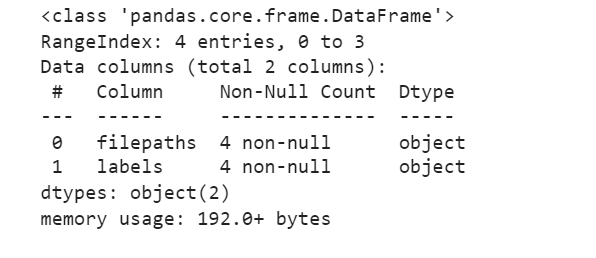 <class 'pandas.core.frame.DataFrame'>
RangeIndex: 4 entries, 0 to 3
Data columns (total 2 columns):
 #   Column     Non-Null Count  Dtype
---  ------     --------------  -----
 0   filepaths  4 non-null      object
 1   labels     4 non-null      object
dtypes: object(2)
memory usage: 192.0+ bytes